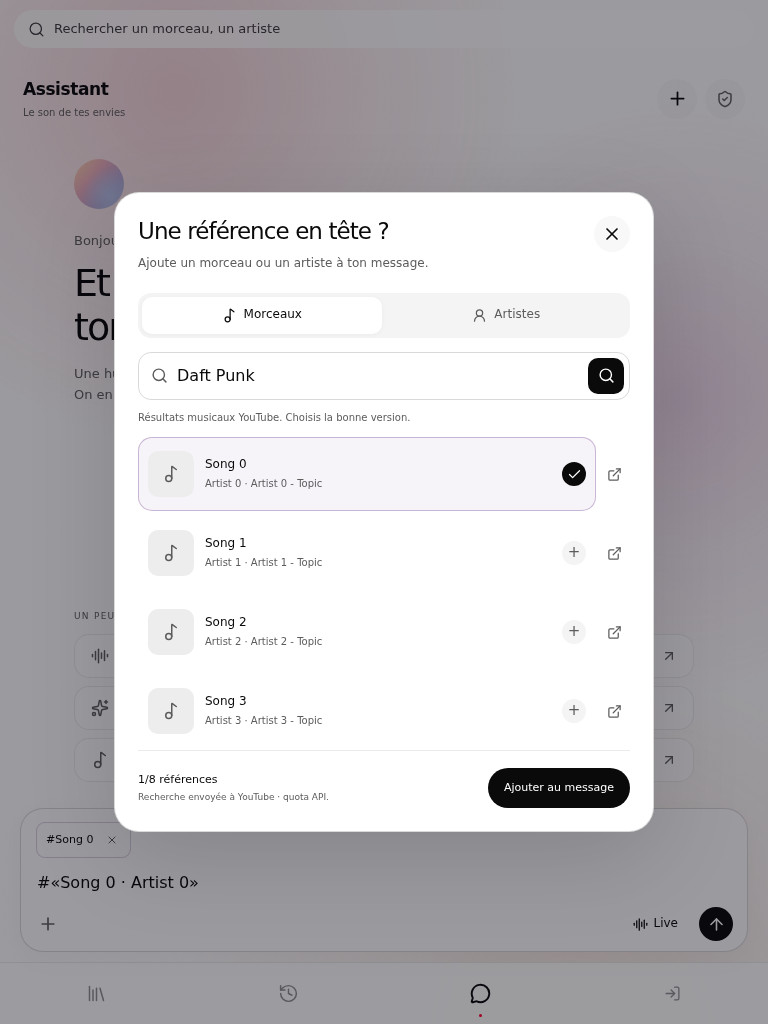 Rechercher un morceau, un artiste
Assistant
Le son de tes envies
Bonjou
Et
ton
Une hu
On en
UN PEU
Une référence en tête ?
Ajoute un morceau ou un artiste à ton message.
Morceaux
Artistes
Daft Punk
Résultats musicaux YouTube. Choisis la bonne version.
Song 0
Artist 0 · Artist 0 - Topic
Song 1
Artist 1 · Artist 1 - Topic
Song 2
Artist 2 · Artist 2 - Topic
Song 3
Artist 3 · Artist 3 - Topic
1/8 références
Recherche envoyée à YouTube · quota API.
Ajouter au message
#Song 0
#«Song 0 · Artist 0»
Live